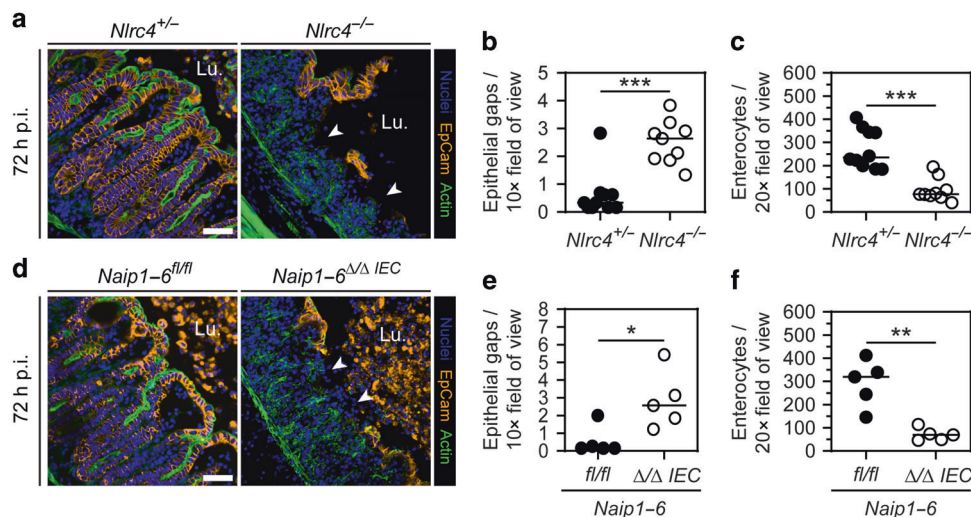 a
Nlrc4+/−
Nlrc4−/−
72 h p.i.
Lu.
Lu.
Nuclei EpCam Actin
b
Epithelial gaps /
10× field of view
5
4
3
2
1
0
***
Nlrc4+/− Nlrc4−/−
c
Enterocytes /
20× field of view
600
500
400
300
200
100
0
***
Nlrc4+/− Nlrc4−/−
d
Naip1–6fl/fl
Naip1–6Δ/Δ IEC
72 h p.i.
Lu.
Lu.
Nuclei EpCam Actin
e
Epithelial gaps /
10× field of view
8
7
6
5
4
3
2
1
0
*
fl/fl Δ/Δ IEC
Naip1–6
f
Enterocytes /
20× field of view
600
500
400
300
200
100
0
**
fl/fl Δ/Δ IEC
Naip1–6